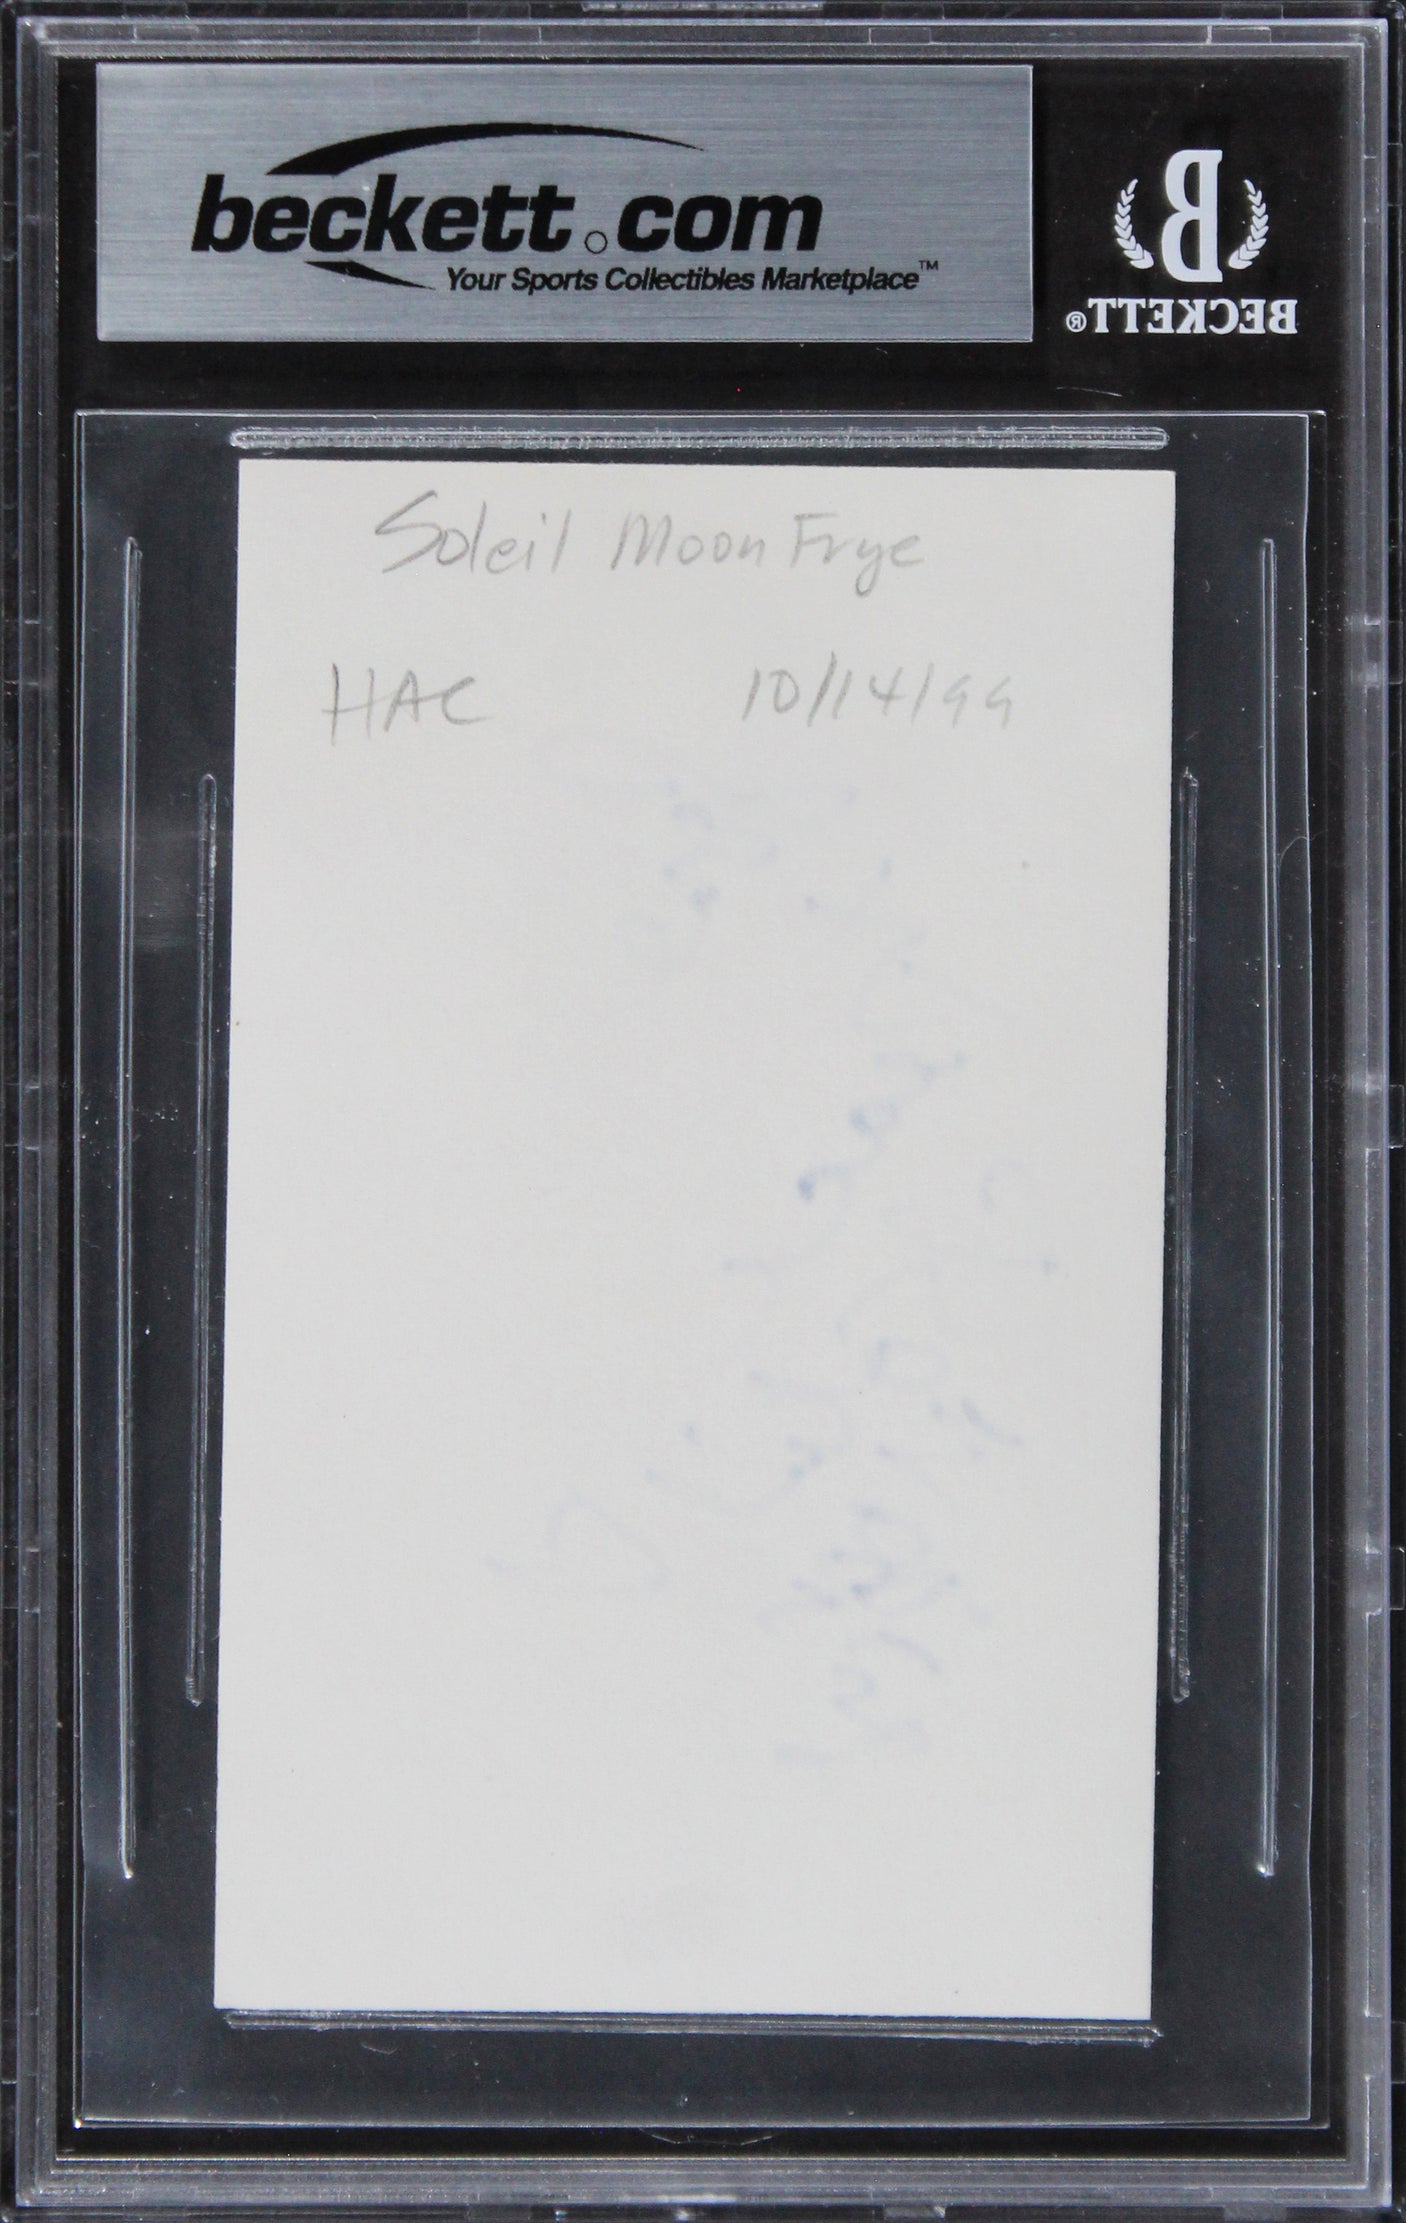 beckett.com
Your Sports Collectibles Marketplace™
B
BECKETT®
Soleil Moon Frye
HAC 10/14/99